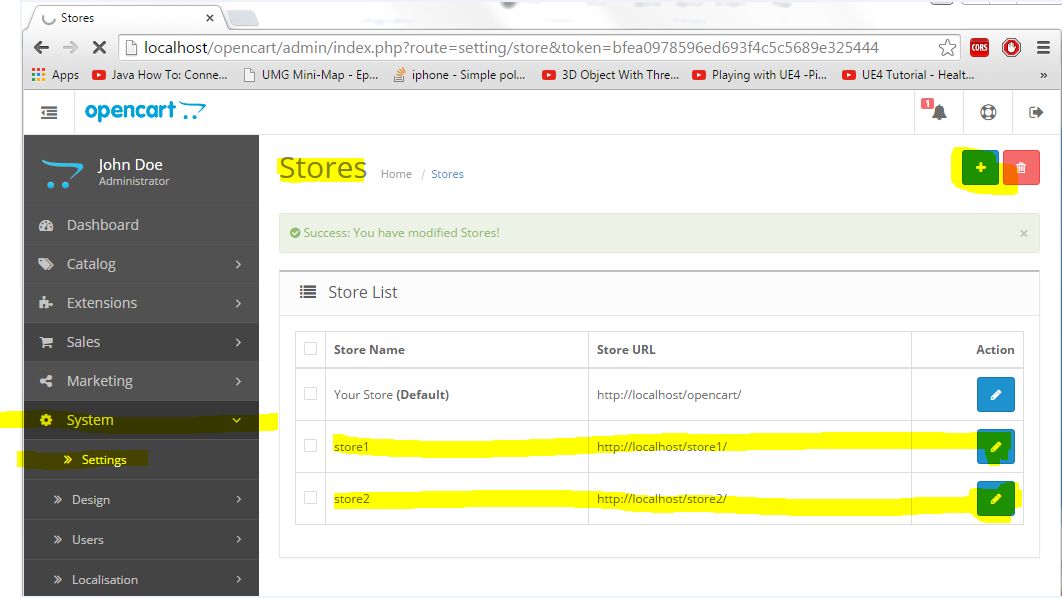 Stores
localhost/opencart/admin/index.php?route=setting/store&token=bfea0978596ed693f4c5c5689e325444
CORS
Apps Java How To: Conne... UMG Mini-Map - Ep... iphone - Simple pol... 3D Object With Thre... Playing with UE4 -Pi... UE4 Tutorial - Healt... »
opencart
1
John Doe
Administrator
Stores Home / Stores
Dashboard
Success: You have modified Stores! ×
Catalog
Extensions
Store List
Sales
Store Name Store URL Action
Marketing
Your Store (Default) http://localhost/opencart/
System
store1 http://localhost/store1/
Settings
store2 http://localhost/store2/
Design
Users
Localisation